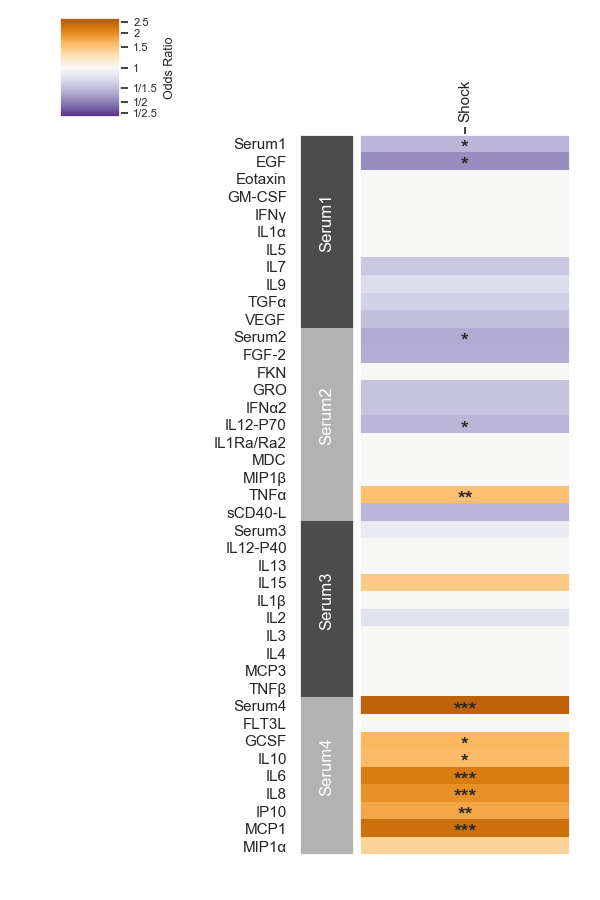 2.5
2
1.5
1
1/1.5
1/2
1/2.5
Odds Ratio
Shock
Serum1 *
EGF *
Eotaxin
GM-CSF
IFNγ
IL1α
IL5
IL7
IL9
TGFα
VEGF
Serum1
Serum2 *
FGF-2
FKN
GRO
IFNα2
IL12-P70 *
IL1Ra/Ra2
MDC
MIP1β
TNFα **
sCD40-L
Serum2
Serum3
IL12-P40
IL13
IL15
IL1β
IL2
IL3
IL4
MCP3
TNFβ
Serum3
Serum4 ***
FLT3L
GCSF *
IL10 *
IL6 ***
IL8 ***
IP10 **
MCP1 ***
MIP1α
Serum4